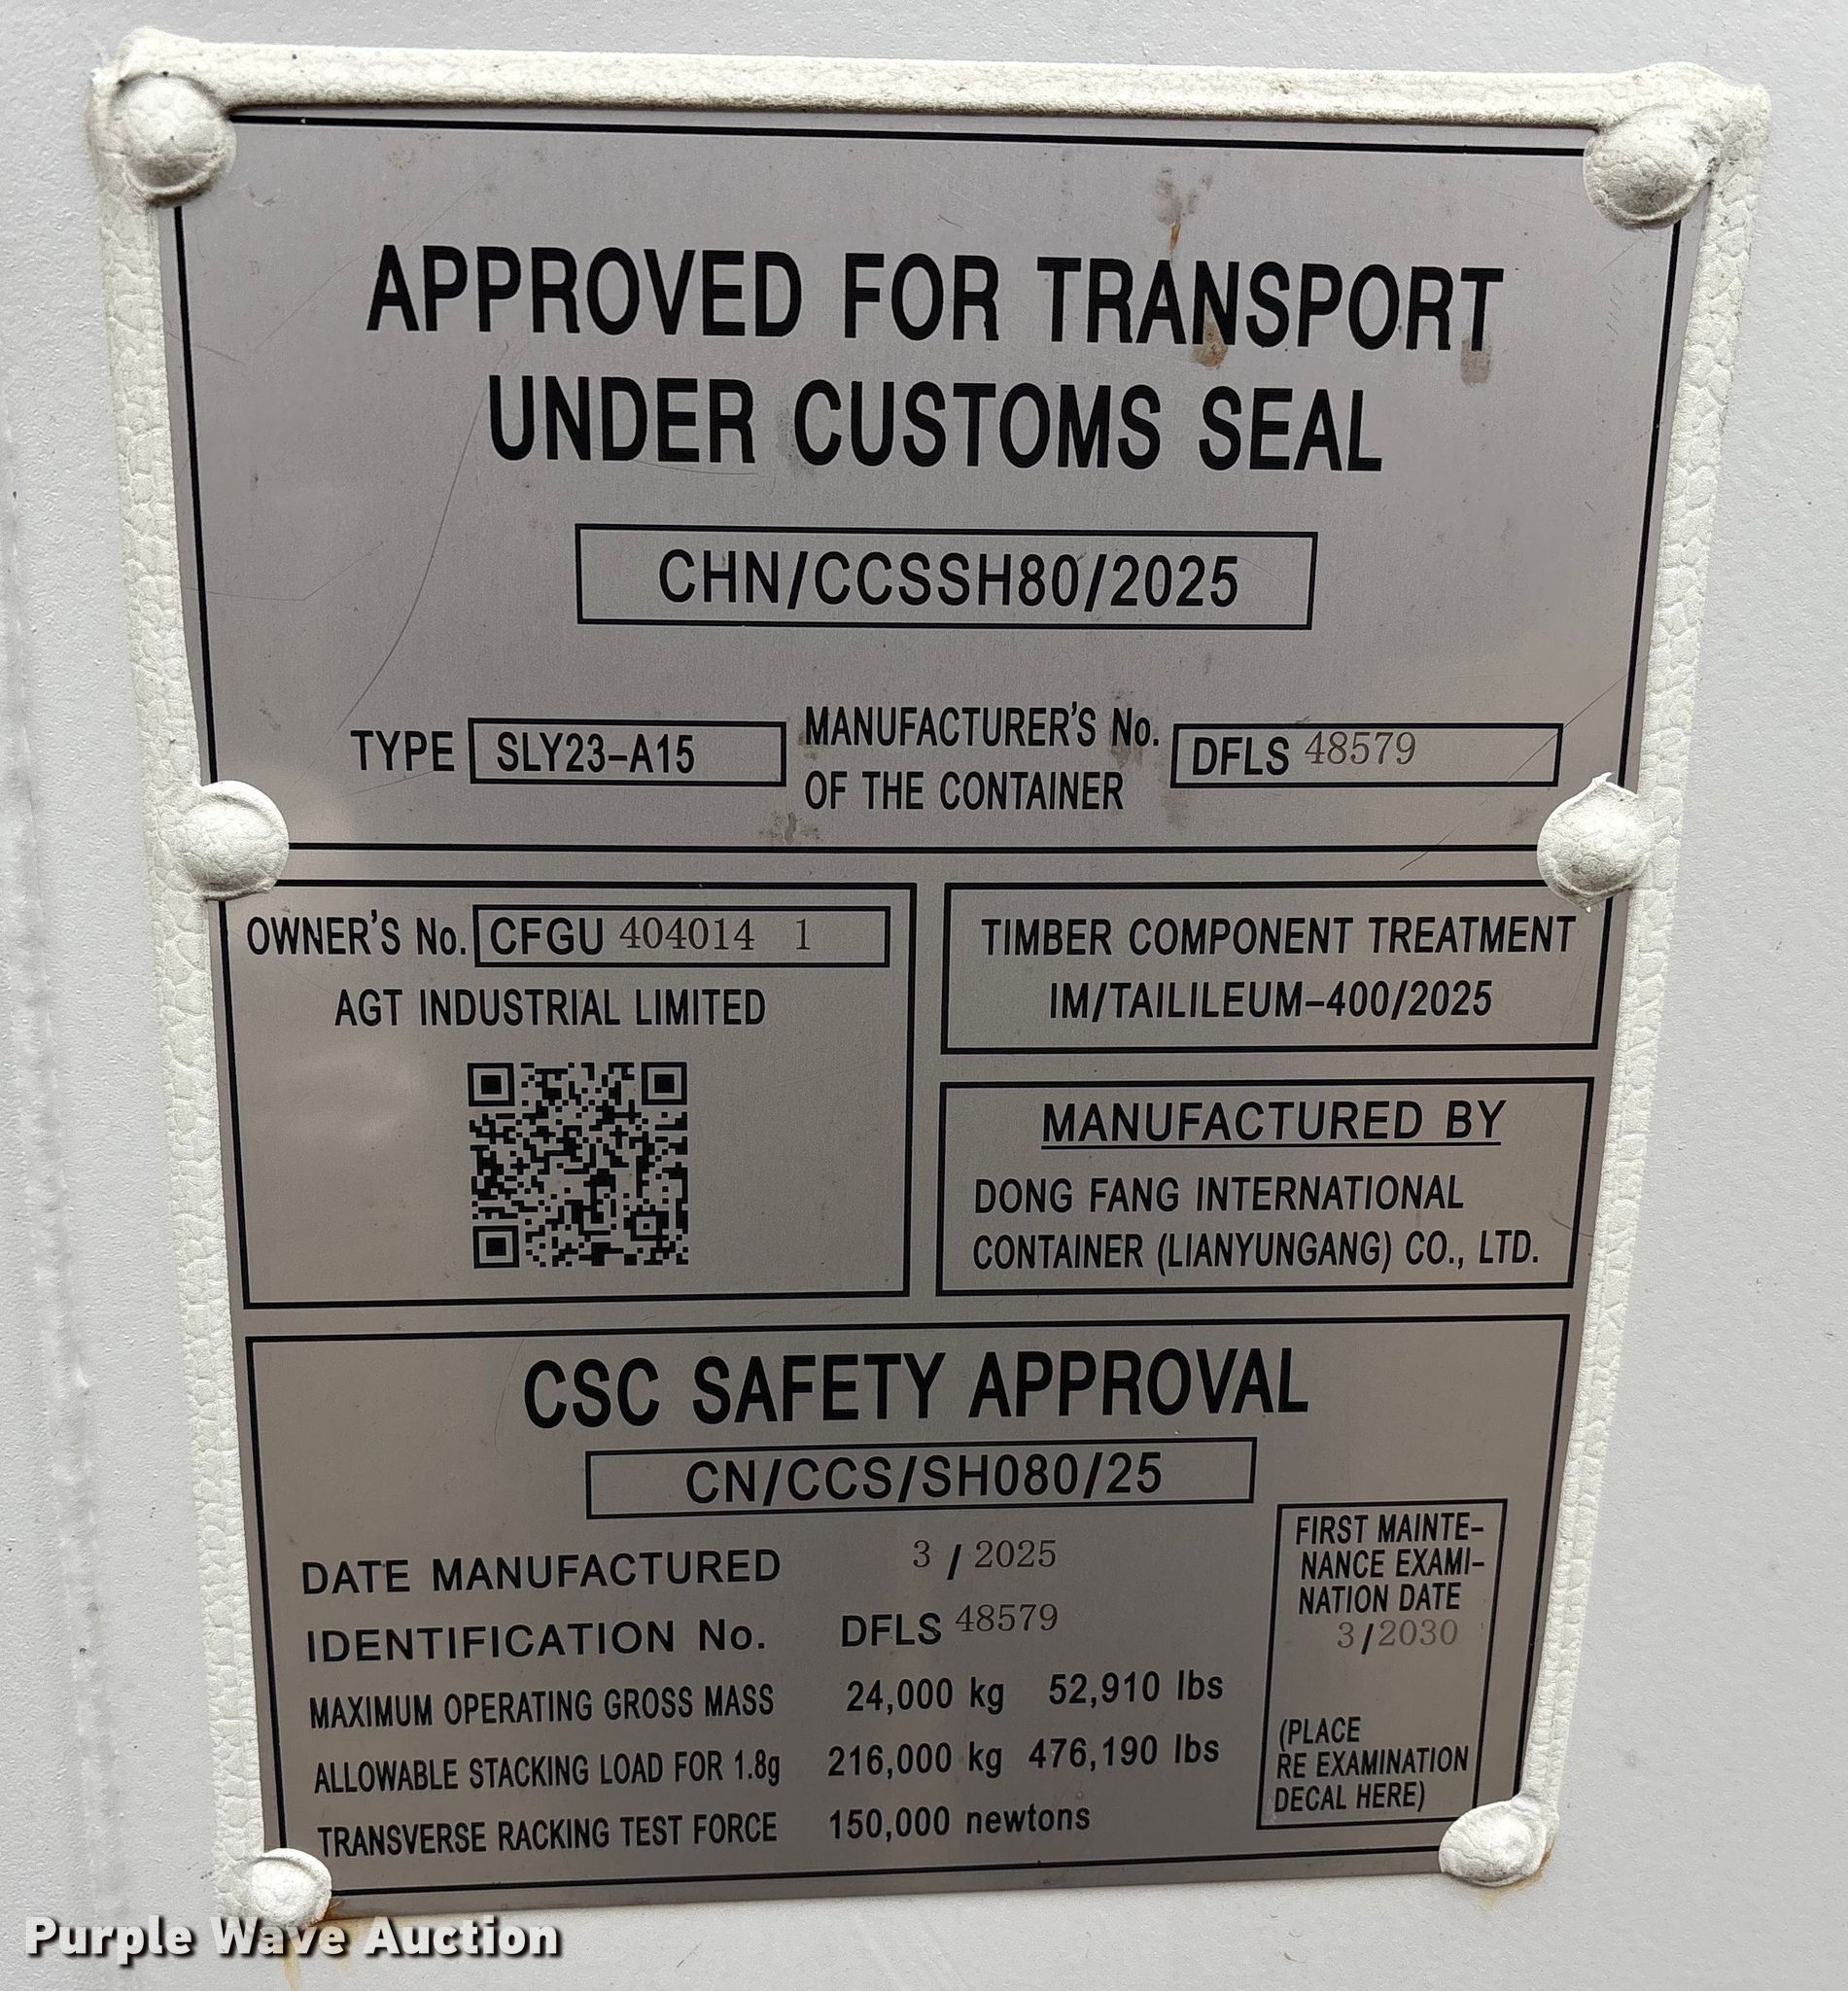 APPROVED FOR TRANSPORT
UNDER CUSTOMS SEAL
CHN/CCSSH80/2025
TYPE SLY23-A15
MANUFACTURER'S No.
OF THE CONTAINER
DFLS 48579
OWNER'S No. CFGU 404014 1
AGT INDUSTRIAL LIMITED
TIMBER COMPONENT TREATMENT
IM/TAILILEUM-400/2025
MANUFACTURED BY
DONG FANG INTERNATIONAL
CONTAINER (LIANYUNGANG) CO., LTD.
CSC SAFETY APPROVAL
CN/CCS/SH080/25
DATE MANUFACTURED 3 / 2025
IDENTIFICATION No. DFLS 48579
MAXIMUM OPERATING GROSS MASS 24,000 kg 52,910 lbs
ALLOWABLE STACKING LOAD FOR 1.8g 216,000 kg 476,190 lbs
TRANSVERSE RACKING TEST FORCE 150,000 newtons
FIRST MAINTE-
NANCE EXAMI-
NATION DATE
3/2030
(PLACE
RE EXAMINATION
DECAL HERE)
Purple Wave Auction